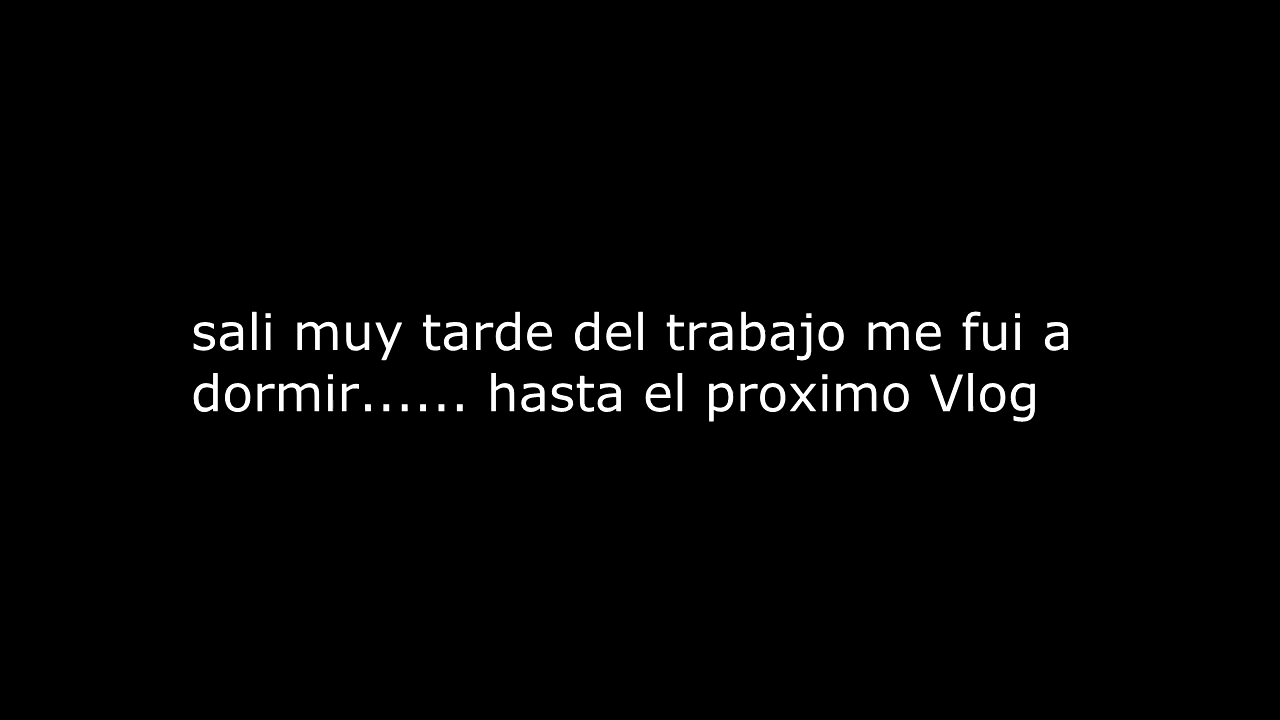 sali muy tarde del trabajo me fui a
dormir...... hasta el proximo Vlog